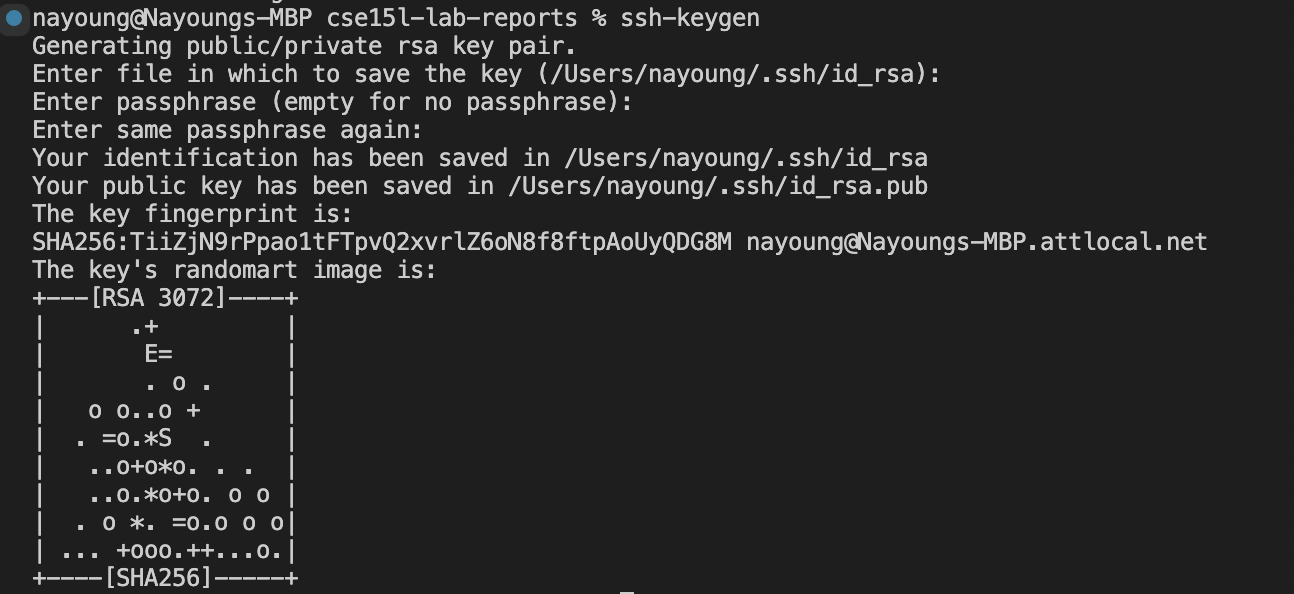 nayoung@Nayoungs-MBP cse15l-lab-reports % ssh-keygen
Generating public/private rsa key pair.
Enter file in which to save the key (/Users/nayoung/.ssh/id_rsa):
Enter passphrase (empty for no passphrase):
Enter same passphrase again:
Your identification has been saved in /Users/nayoung/.ssh/id_rsa
Your public key has been saved in /Users/nayoung/.ssh/id_rsa.pub
The key fingerprint is:
SHA256:TiiZjN9rPpao1tFTpvQ2xvrlZ6oN8f8ftpAoUyQDG8M nayoung@Nayoungs-MBP.attlocal.net
The key's randomart image is:
+---[RSA 3072]----+
|      .+         |
|       E=        |
|       . o .     |
|   o o..o +      |
|  . =o.*S  .     |
|   ..o+o*o. . .  |
|   ..o.*o+o. o o |
|  . o *. =o.o o o|
| ... +ooo.++...o.|
+----[SHA256]-----+